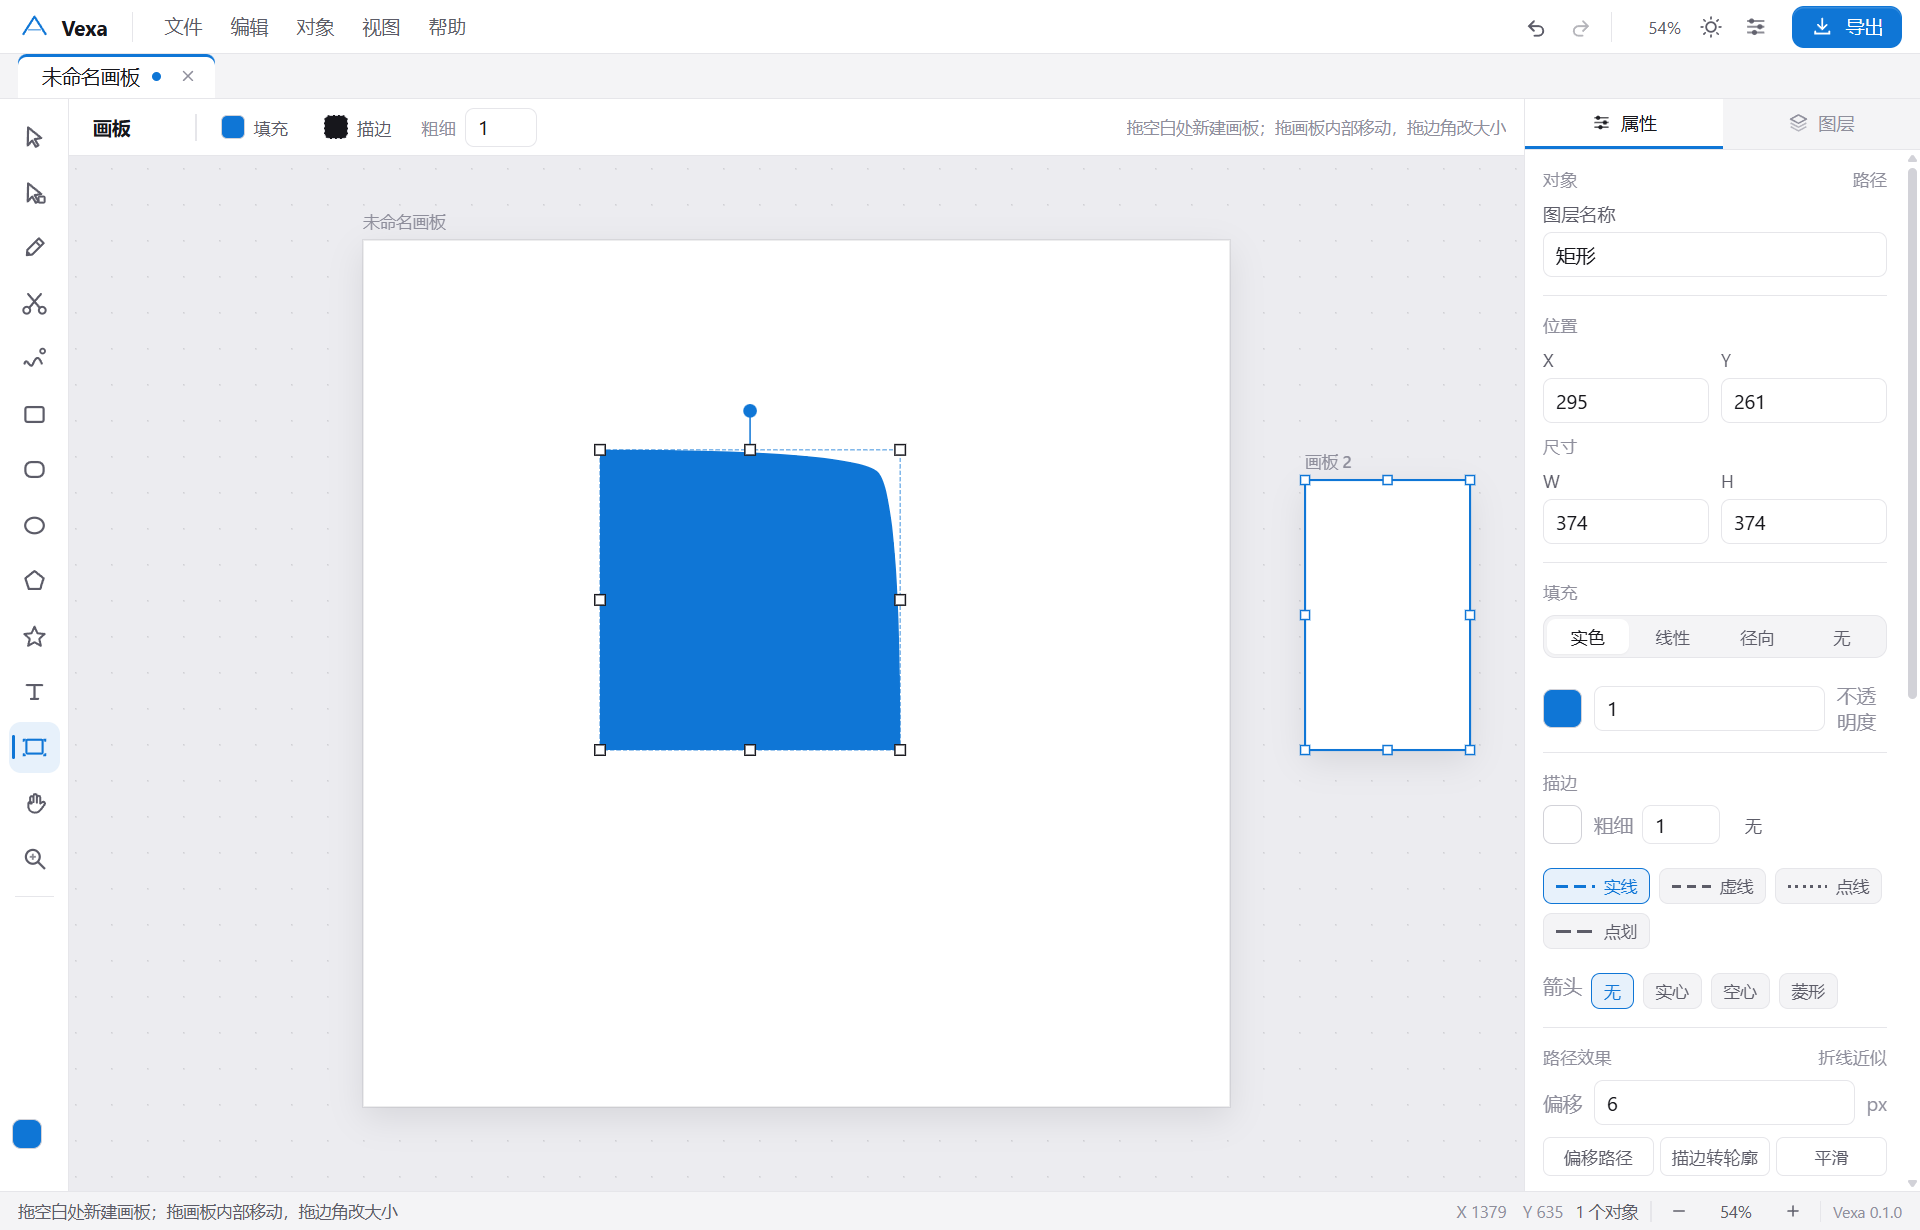 Vexa
文件 编辑 对象 视图 帮助
54%
导出
未命名画板
画板 填充 描边 粗细 1
拖空白处新建画板；拖画板内部移动，拖边角改大小
属性 图层
未命名画板
画板 2
对象 路径
图层名称
矩形
位置
X Y
295 261
尺寸
W H
374 374
填充
实色 线性 径向 无
1 不透明度
描边
粗细 1 无
实线 虚线 点线
点划
箭头 无 实心 空心 菱形
路径效果 折线近似
偏移 6 px
偏移路径 描边转轮廓 平滑
拖空白处新建画板；拖画板内部移动，拖边角改大小
X 1379 Y 635 1 个对象 54% Vexa 0.1.0